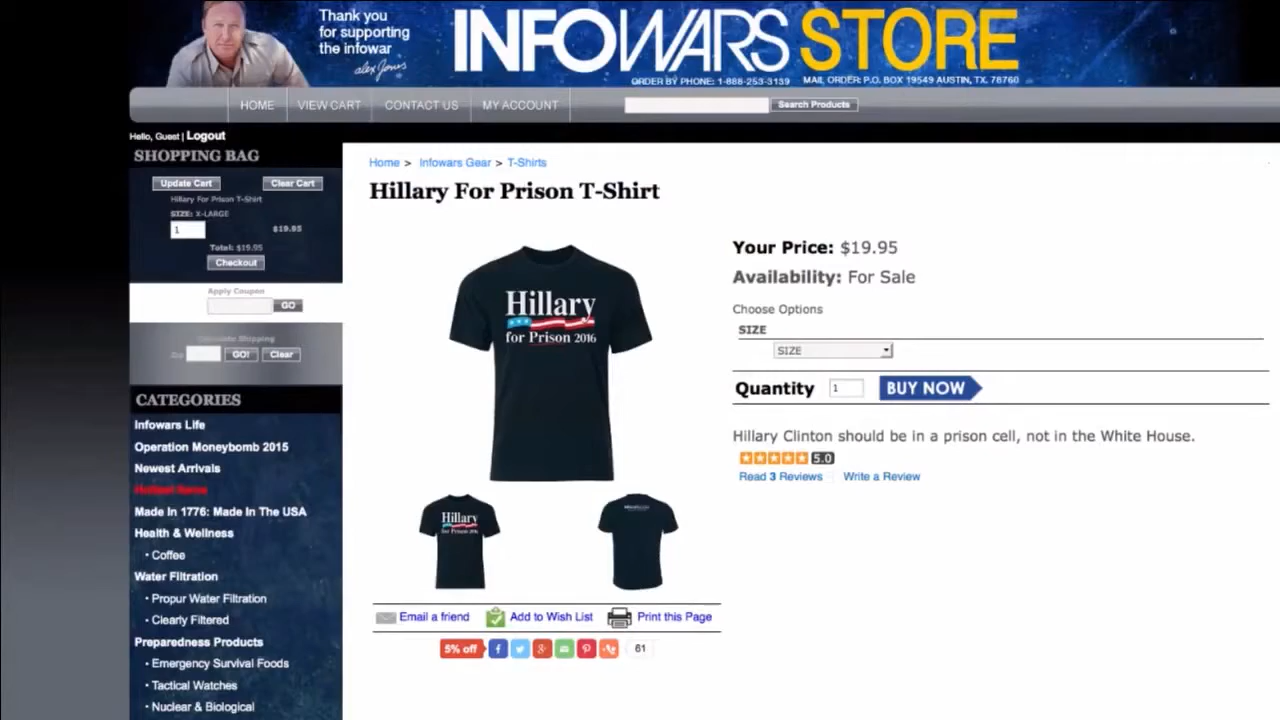 Thank you
for supporting
the infowar
alex Jones
INFOWARS STORE
ORDER BY PHONE: 1-888-253-3139
MAIL ORDER: P.O. BOX 19549 AUSTIN, TX. 78760
HOME
VIEW CART
CONTACT US
MY ACCOUNT
Search Products
Hello, Guest | Logout
SHOPPING BAG
Update Cart
Clear Cart
Hillary For Prison T-Shirt
SIZE: X-LARGE
1
$19.95
Total: $19.95
Checkout
Apply Coupon
GO
Shipping
Zip
GO!
Clear
CATEGORIES
Infowars Life
Operation Moneybomb 2015
Newest Arrivals
Made In 1776: Made In The USA
Health & Wellness
• Coffee
Water Filtration
• Propur Water Filtration
• Clearly Filtered
Preparedness Products
• Emergency Survival Foods
• Tactical Watches
• Nuclear & Biological
Home > Infowars Gear > T-Shirts
Hillary For Prison T-Shirt
Hillary
for Prison 2016
Hillary
for Prison 2016
Email a friend
Add to Wish List
Print this Page
5% off
61
Your Price: $19.95
Availability: For Sale
Choose Options
SIZE
SIZE
Quantity
1
BUY NOW
Hillary Clinton should be in a prison cell, not in the White House.
5.0
Read 3 Reviews
Write a Review